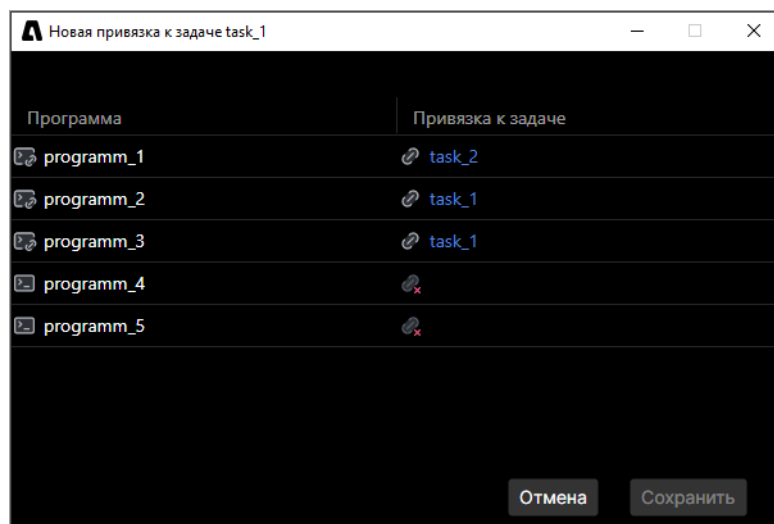 Новая привязка к задаче task_1
Программа Привязка к задаче
programm_1 task_2
programm_2 task_1
programm_3 task_1
programm_4
programm_5
Отмена Сохранить